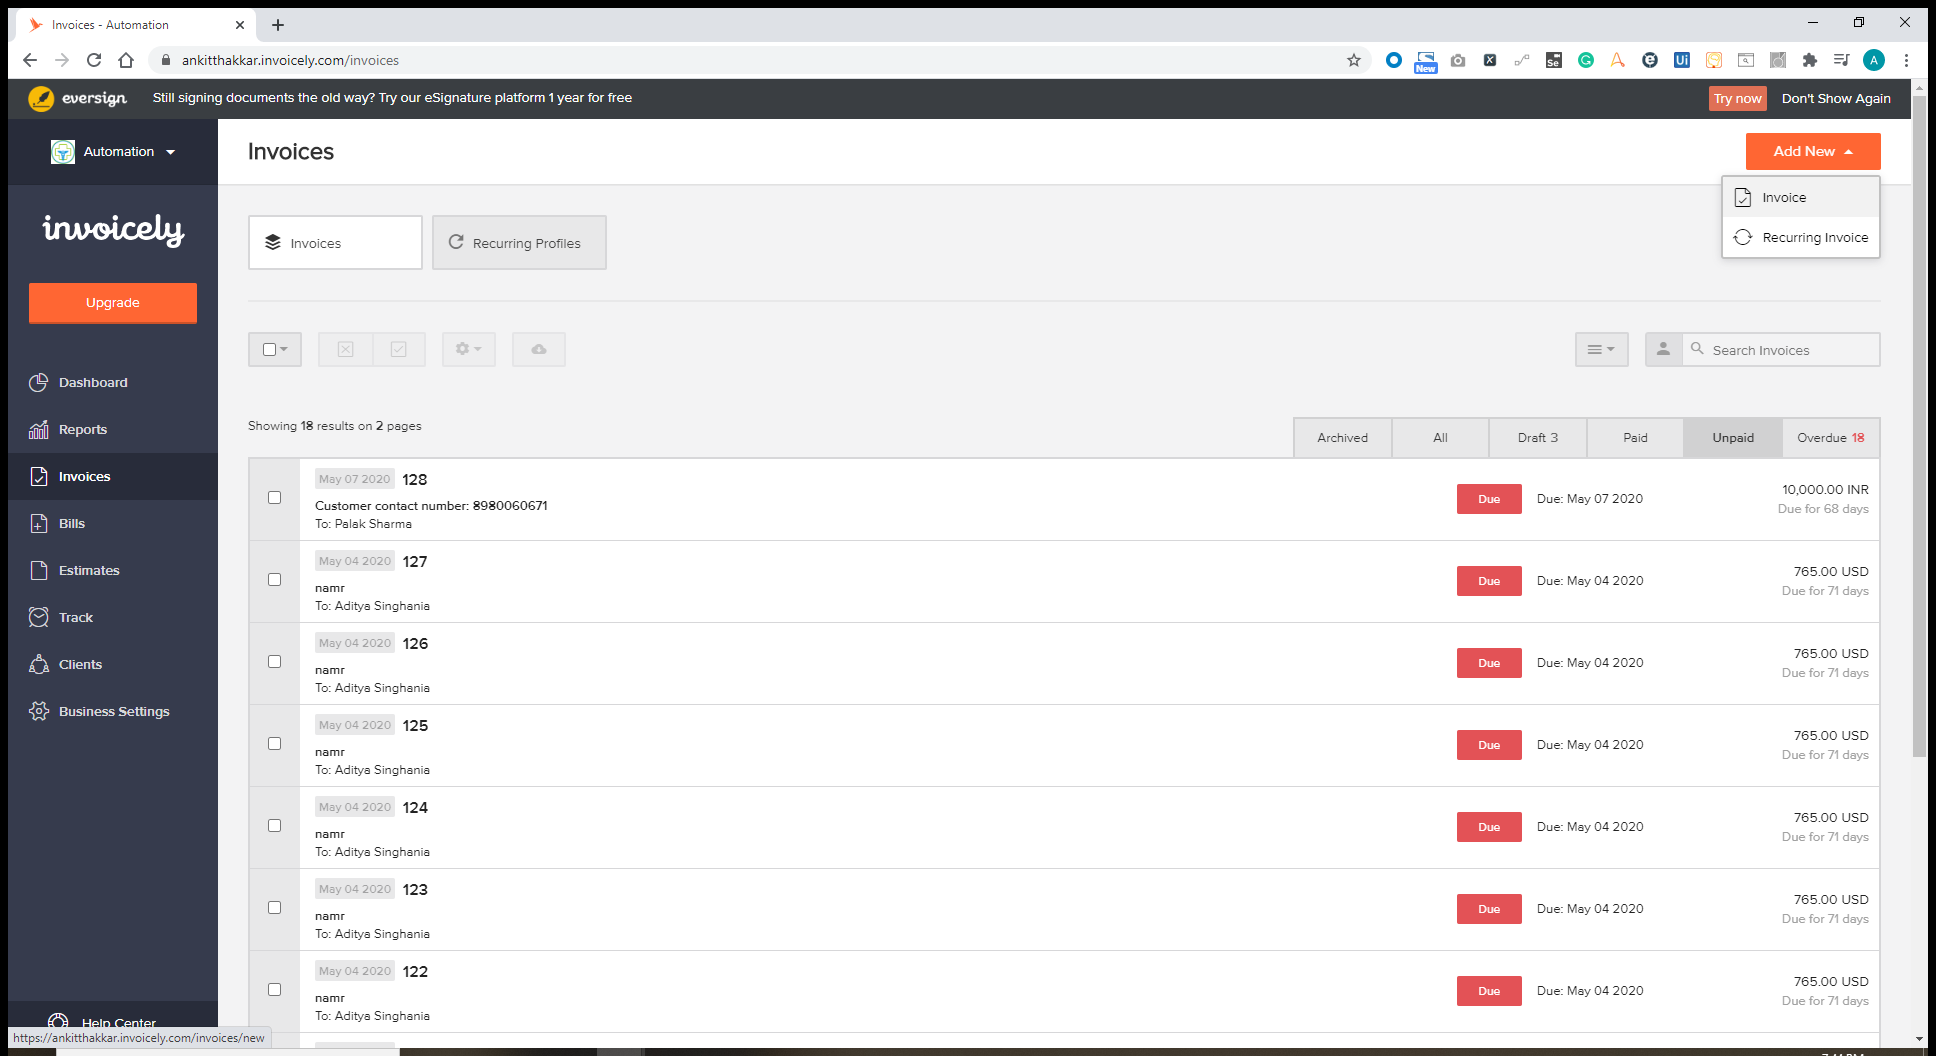 Invoices - Automation
ankitthakkar.invoicely.com/invoices
New
Se
Ui
A
eversign
Still signing documents the old way? Try our eSignature platform 1 year for free
Try now
Don't Show Again
Automation
Invoices
Add New
Invoice
Recurring Invoice
invoicely
Upgrade
Dashboard
Reports
Invoices
Bills
Estimates
Track
Clients
Business Settings
Help Center
https://ankitthakkar.invoicely.com/invoices/new
Invoices
Recurring Profiles
Search Invoices
Showing 18 results on 2 pages
Archived
All
Draft 3
Paid
Unpaid
Overdue 18
May 07 2020 128
Customer contact number: 8980060671
To: Palak Sharma
Due
Due: May 07 2020
10,000.00 INR
Due for 68 days
May 04 2020 127
namr
To: Aditya Singhania
Due
Due: May 04 2020
765.00 USD
Due for 71 days
May 04 2020 126
namr
To: Aditya Singhania
Due
Due: May 04 2020
765.00 USD
Due for 71 days
May 04 2020 125
namr
To: Aditya Singhania
Due
Due: May 04 2020
765.00 USD
Due for 71 days
May 04 2020 124
namr
To: Aditya Singhania
Due
Due: May 04 2020
765.00 USD
Due for 71 days
May 04 2020 123
namr
To: Aditya Singhania
Due
Due: May 04 2020
765.00 USD
Due for 71 days
May 04 2020 122
namr
To: Aditya Singhania
Due
Due: May 04 2020
765.00 USD
Due for 71 days